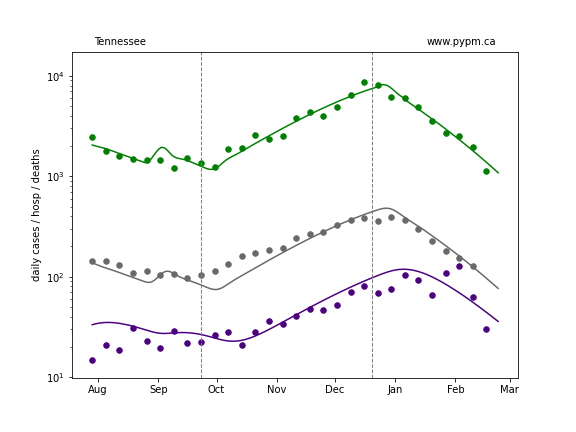 Tennessee
www.pypm.ca
daily cases / hosp / deaths
10⁴
10³
10²
10¹
Aug Sep Oct Nov Dec Jan Feb Mar